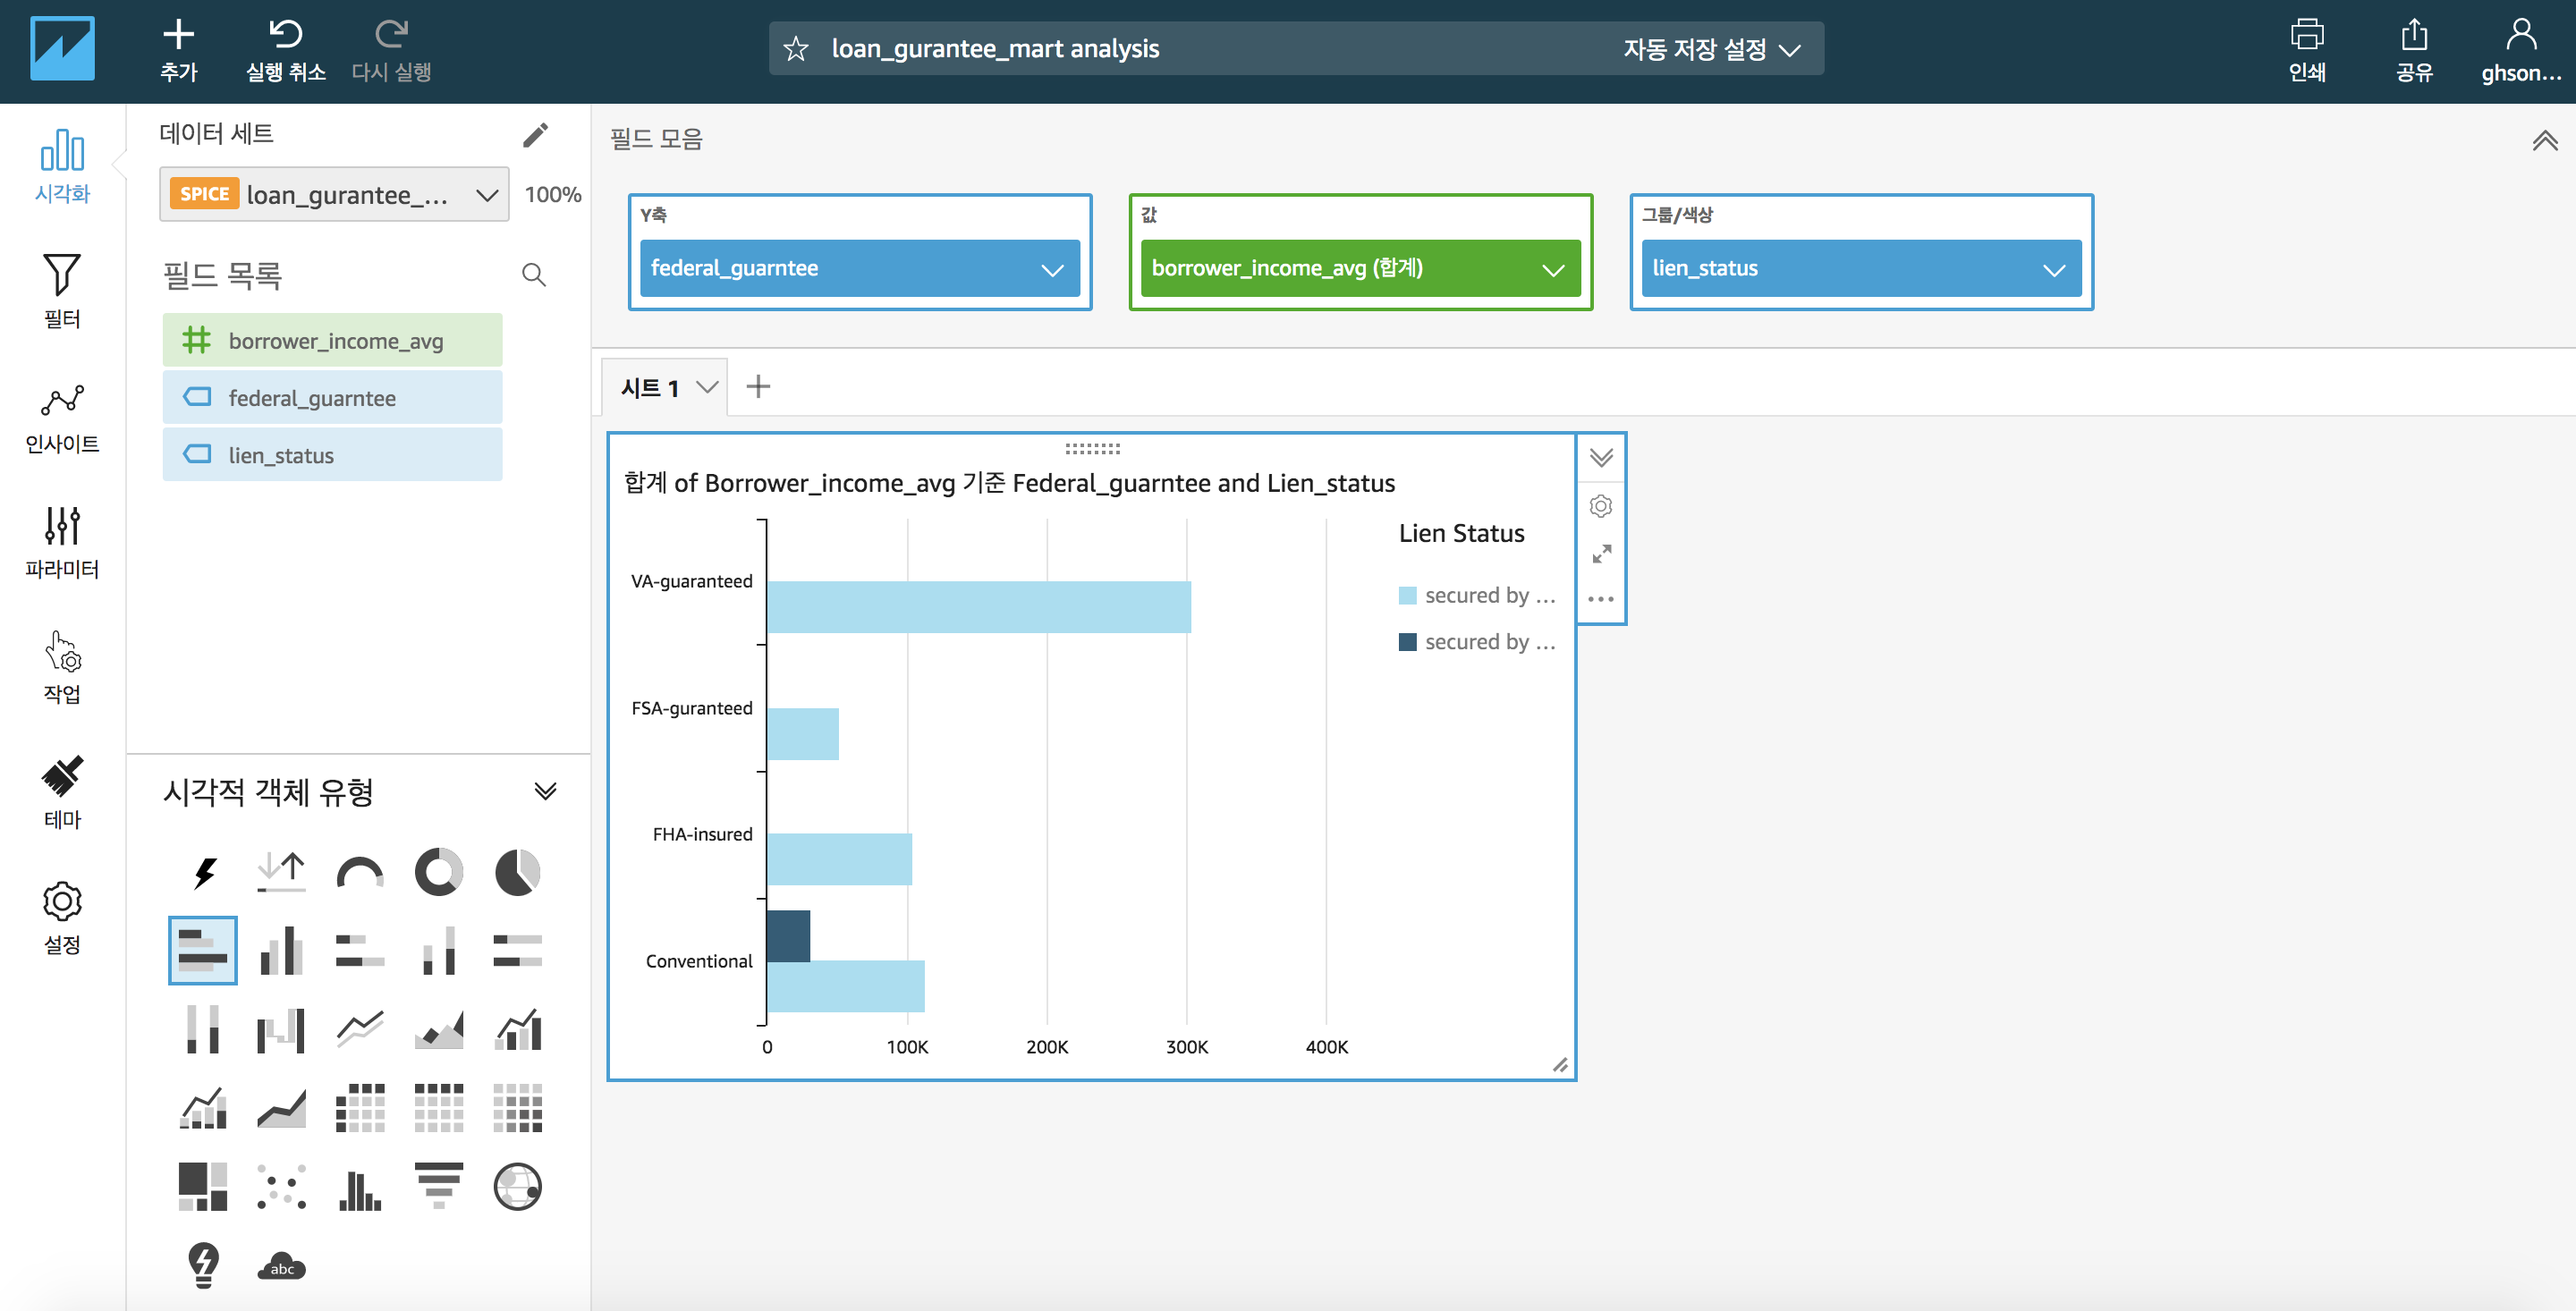 추가
실행 취소
다시 실행
loan_gurantee_mart analysis
자동 저장 설정
인쇄
공유
ghson...
시각화
필터
인사이트
파라미터
작업
테마
설정
데이터 세트
SPICE loan_gurantee_...
100%
필드 목록
borrower_income_avg
federal_guarntee
lien_status
시각적 객체 유형
abc
필드 모음
Y축
federal_guarntee
값
borrower_income_avg (합계)
그룹/색상
lien_status
시트 1
합계 of Borrower_income_avg 기준 Federal_guarntee and Lien_status
Lien Status
secured by ...
secured by ...
VA-guaranteed
FSA-guranteed
FHA-insured
Conventional
0
100K
200K
300K
400K